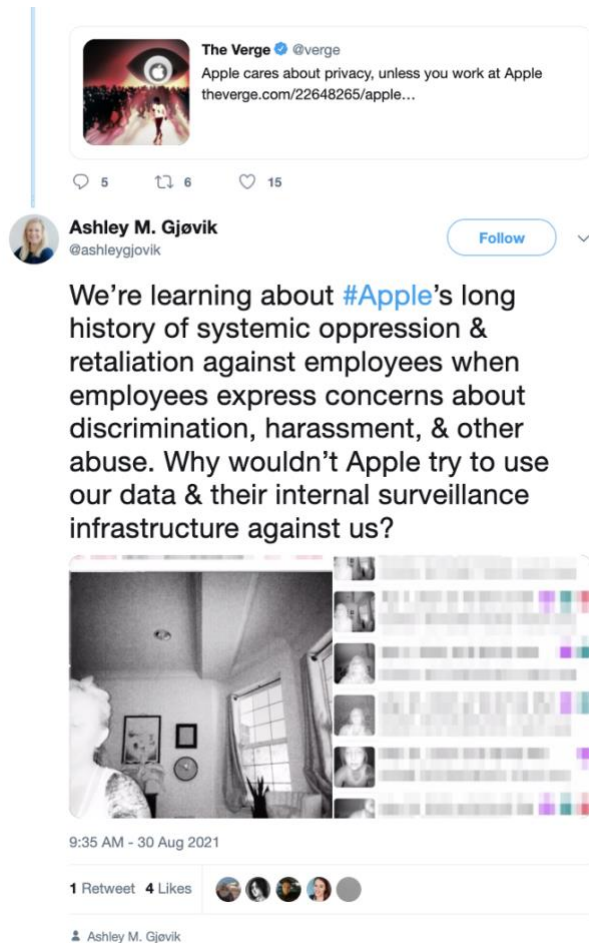 The Verge @verge
Apple cares about privacy, unless you work at Apple
theverge.com/22648265/apple...
5 6 15
Ashley M. Gjøvik
@ashleygjovik
Follow
We’re learning about #Apple’s long
history of systemic oppression &
retaliation against employees when
employees express concerns about
discrimination, harassment, & other
abuse. Why wouldn’t Apple try to use
our data & their internal surveillance
infrastructure against us?
9:35 AM - 30 Aug 2021
1 Retweet 4 Likes
Ashley M. Gjøvik